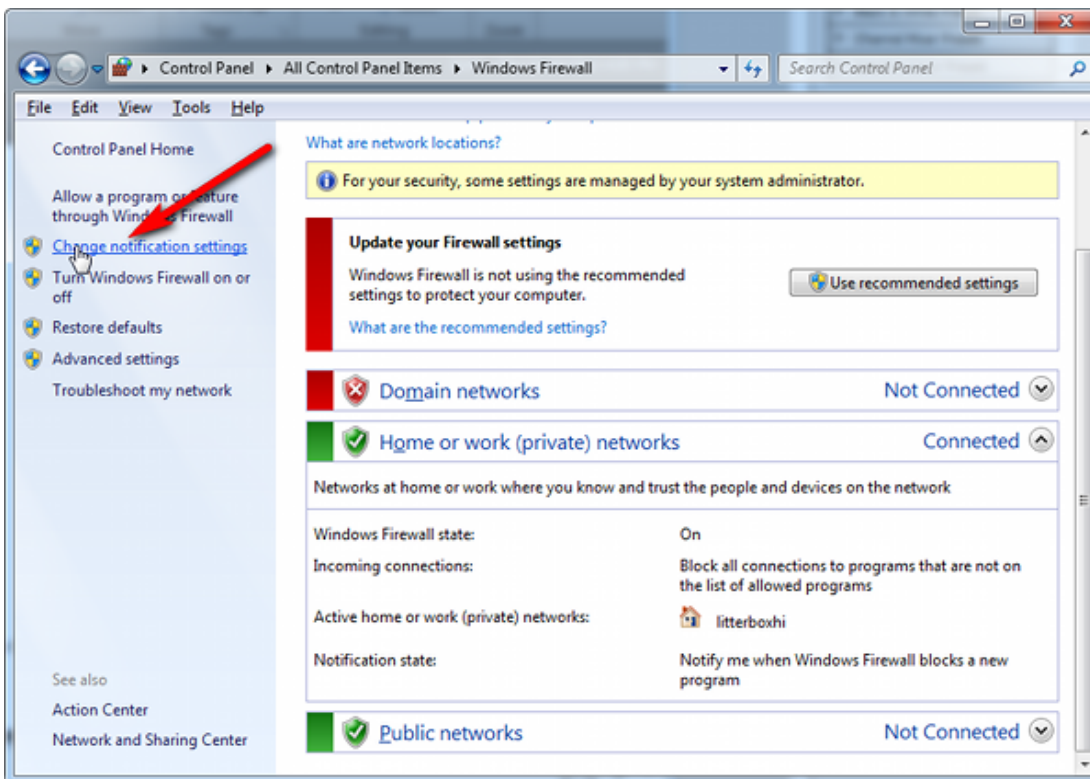 Control Panel ▸ All Control Panel Items ▸ Windows Firewall
Search Control Panel
File Edit View Tools Help
Control Panel Home
Allow a program or feature
through Windows Firewall
Change notification settings
Turn Windows Firewall on or
off
Restore defaults
Advanced settings
Troubleshoot my network
See also
Action Center
Network and Sharing Center
What are network locations?
For your security, some settings are managed by your system administrator.
Update your Firewall settings
Windows Firewall is not using the recommended
settings to protect your computer.
Use recommended settings
What are the recommended settings?
Domain networks Not Connected
Home or work (private) networks Connected
Networks at home or work where you know and trust the people and devices on the network
Windows Firewall state: On
Incoming connections: Block all connections to programs that are not on
the list of allowed programs
Active home or work (private) networks: litterboxhi
Notification state: Notify me when Windows Firewall blocks a new
program
Public networks Not Connected